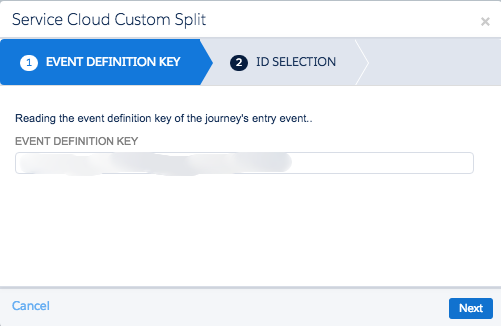 Service Cloud Custom Split
1 EVENT DEFINITION KEY
2 ID SELECTION
Reading the event definition key of the journey's entry event..
EVENT DEFINITION KEY
Cancel
Next